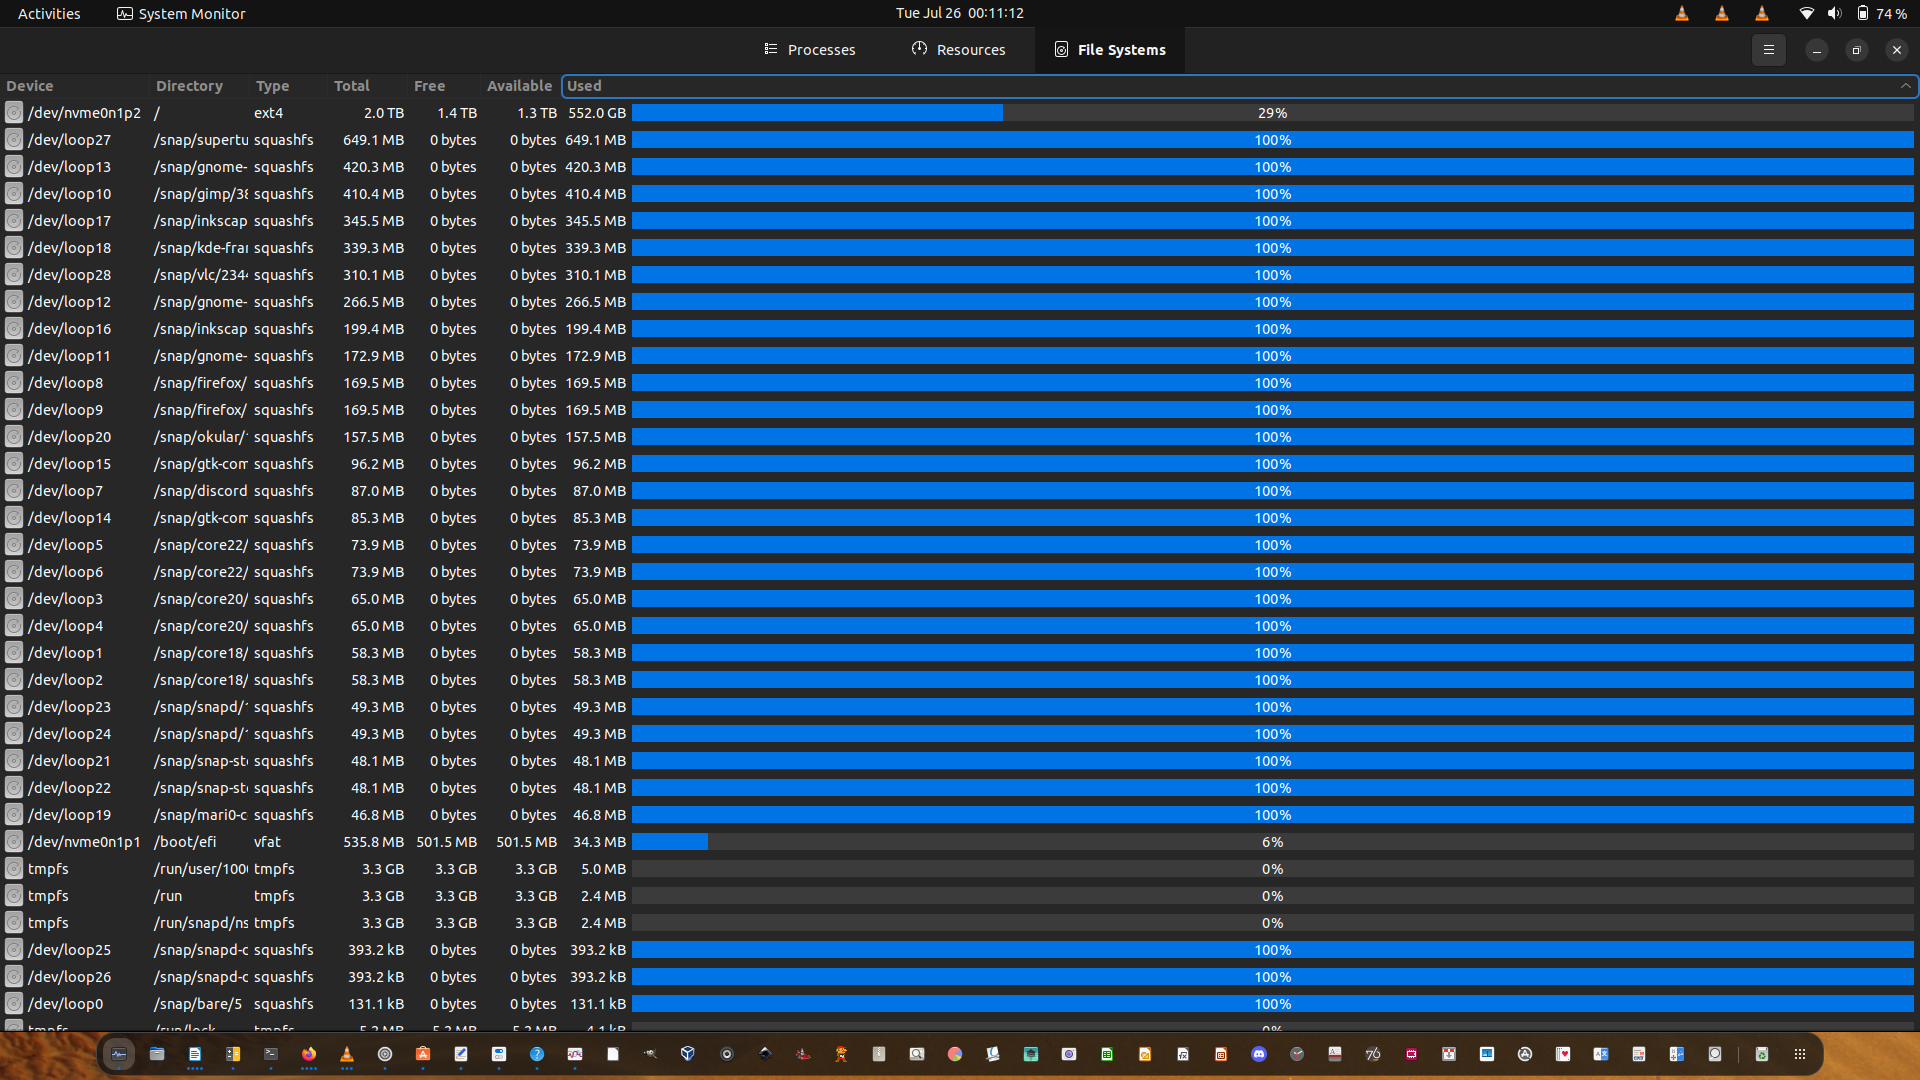 Activities System Monitor Tue Jul 26 00:11:12 74 %
Processes Resources File Systems
Device Directory Type Total Free Available Used
/dev/nvme0n1p2 / ext4 2.0 TB 1.4 TB 1.3 TB 552.0 GB 29%
/dev/loop27 /snap/supertu squashfs 649.1 MB 0 bytes 0 bytes 649.1 MB 100%
/dev/loop13 /snap/gnome- squashfs 420.3 MB 0 bytes 0 bytes 420.3 MB 100%
/dev/loop10 /snap/gimp/38 squashfs 410.4 MB 0 bytes 0 bytes 410.4 MB 100%
/dev/loop17 /snap/inkscap squashfs 345.5 MB 0 bytes 0 bytes 345.5 MB 100%
/dev/loop18 /snap/kde-frar squashfs 339.3 MB 0 bytes 0 bytes 339.3 MB 100%
/dev/loop28 /snap/vlc/2344 squashfs 310.1 MB 0 bytes 0 bytes 310.1 MB 100%
/dev/loop12 /snap/gnome- squashfs 266.5 MB 0 bytes 0 bytes 266.5 MB 100%
/dev/loop16 /snap/inkscap squashfs 199.4 MB 0 bytes 0 bytes 199.4 MB 100%
/dev/loop11 /snap/gnome- squashfs 172.9 MB 0 bytes 0 bytes 172.9 MB 100%
/dev/loop8 /snap/firefox/ squashfs 169.5 MB 0 bytes 0 bytes 169.5 MB 100%
/dev/loop9 /snap/firefox/ squashfs 169.5 MB 0 bytes 0 bytes 169.5 MB 100%
/dev/loop20 /snap/okular/ squashfs 157.5 MB 0 bytes 0 bytes 157.5 MB 100%
/dev/loop15 /snap/gtk-com squashfs 96.2 MB 0 bytes 0 bytes 96.2 MB 100%
/dev/loop7 /snap/discord squashfs 87.0 MB 0 bytes 0 bytes 87.0 MB 100%
/dev/loop14 /snap/gtk-com squashfs 85.3 MB 0 bytes 0 bytes 85.3 MB 100%
/dev/loop5 /snap/core22/ squashfs 73.9 MB 0 bytes 0 bytes 73.9 MB 100%
/dev/loop6 /snap/core22/ squashfs 73.9 MB 0 bytes 0 bytes 73.9 MB 100%
/dev/loop3 /snap/core20/ squashfs 65.0 MB 0 bytes 0 bytes 65.0 MB 100%
/dev/loop4 /snap/core20/ squashfs 65.0 MB 0 bytes 0 bytes 65.0 MB 100%
/dev/loop1 /snap/core18/ squashfs 58.3 MB 0 bytes 0 bytes 58.3 MB 100%
/dev/loop2 /snap/core18/ squashfs 58.3 MB 0 bytes 0 bytes 58.3 MB 100%
/dev/loop23 /snap/snapd/ squashfs 49.3 MB 0 bytes 0 bytes 49.3 MB 100%
/dev/loop24 /snap/snapd/ squashfs 49.3 MB 0 bytes 0 bytes 49.3 MB 100%
/dev/loop21 /snap/snap-sto squashfs 48.1 MB 0 bytes 0 bytes 48.1 MB 100%
/dev/loop22 /snap/snap-sto squashfs 48.1 MB 0 bytes 0 bytes 48.1 MB 100%
/dev/loop19 /snap/mari0-c squashfs 46.8 MB 0 bytes 0 bytes 46.8 MB 100%
/dev/nvme0n1p1 /boot/efi vfat 535.8 MB 501.5 MB 501.5 MB 34.3 MB 6%
tmpfs /run/user/1000 tmpfs 3.3 GB 3.3 GB 3.3 GB 5.0 MB 0%
tmpfs /run tmpfs 3.3 GB 3.3 GB 3.3 GB 2.4 MB 0%
tmpfs /run/snapd/ns tmpfs 3.3 GB 3.3 GB 3.3 GB 2.4 MB 0%
/dev/loop25 /snap/snapd-c squashfs 393.2 kB 0 bytes 0 bytes 393.2 kB 100%
/dev/loop26 /snap/snapd-c squashfs 393.2 kB 0 bytes 0 bytes 393.2 kB 100%
/dev/loop0 /snap/bare/5 squashfs 131.1 kB 0 bytes 0 bytes 131.1 kB 100%
tmpfs /run/lock tmpfs 5.2 MB 5.2 MB 5.2 MB 4.1 kB 0%